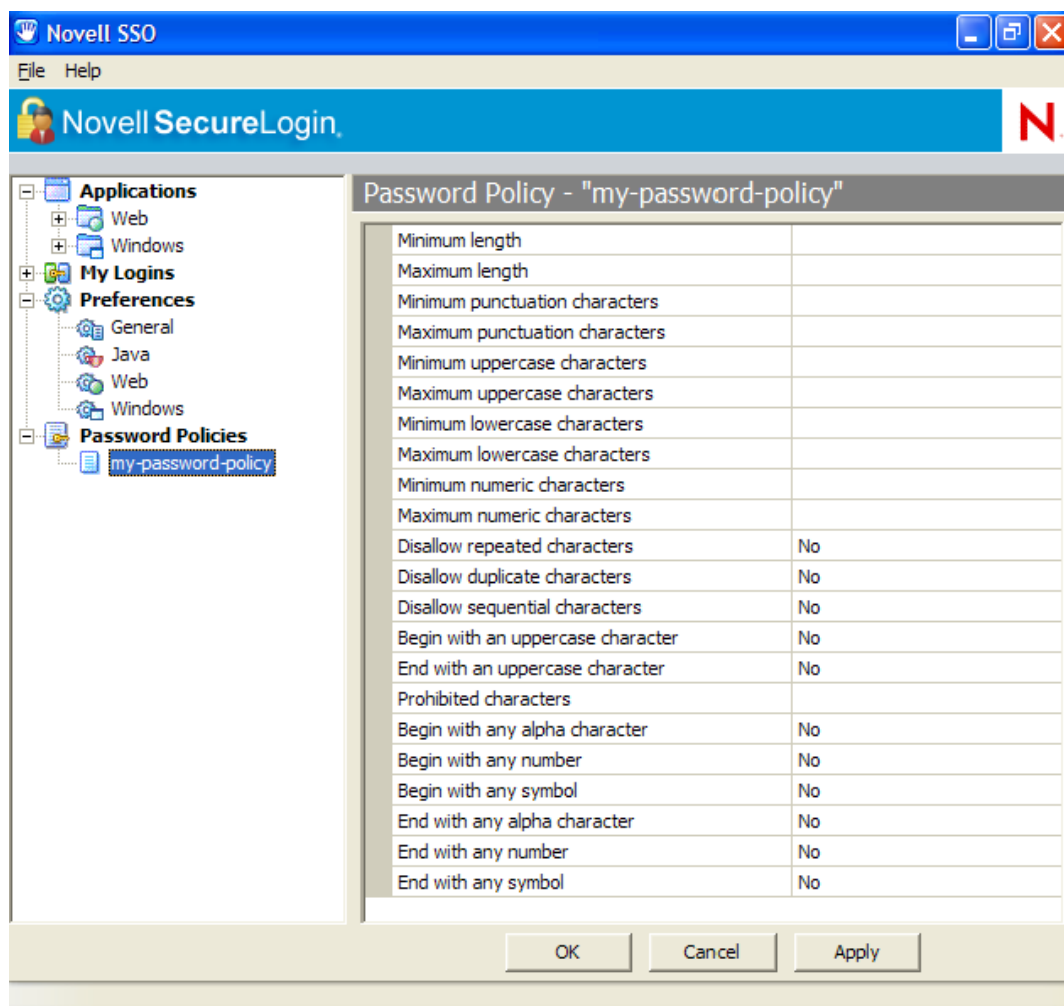 Novell SSO
File Help
Novell SecureLogin.
N.
Applications
Web
Windows
My Logins
Preferences
General
Java
Web
Windows
Password Policies
my-password-policy
Password Policy - "my-password-policy"
Minimum length
Maximum length
Minimum punctuation characters
Maximum punctuation characters
Minimum uppercase characters
Maximum uppercase characters
Minimum lowercase characters
Maximum lowercase characters
Minimum numeric characters
Maximum numeric characters
Disallow repeated characters No
Disallow duplicate characters No
Disallow sequential characters No
Begin with an uppercase character No
End with an uppercase character No
Prohibited characters
Begin with any alpha character No
Begin with any number No
Begin with any symbol No
End with any alpha character No
End with any number No
End with any symbol No
OK Cancel Apply